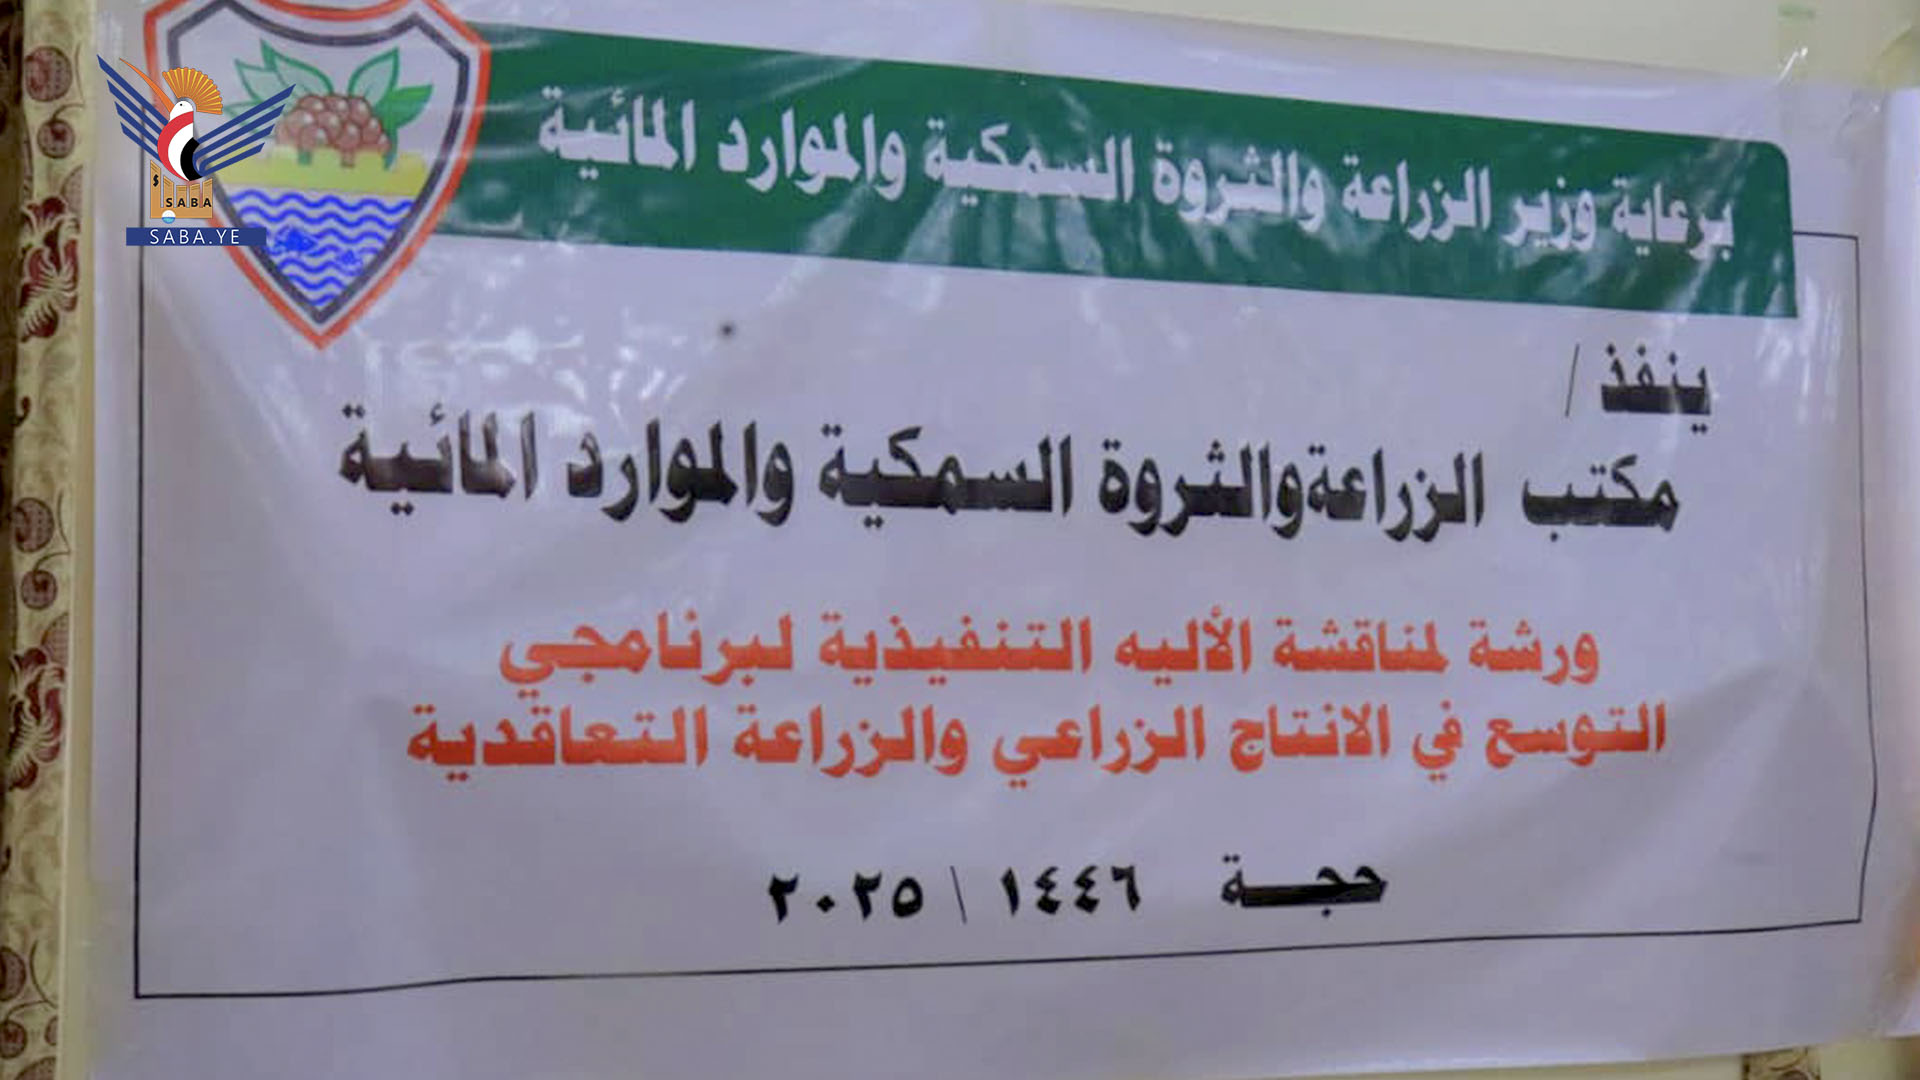 برعاية وزير الزراعة والثروة السمكية والموارد المائية
ينفذ /
مكتب الزراعةوالثروة السمكية والموارد المائية
ورشة لمناقشة الأليه التنفيذية لبرنامجي
التوسع في الانتاج الزراعي والزراعة التعاقدية
حجــــة ١٤٤٦ \ ٢٠٢٥
SABA
SABA.YE